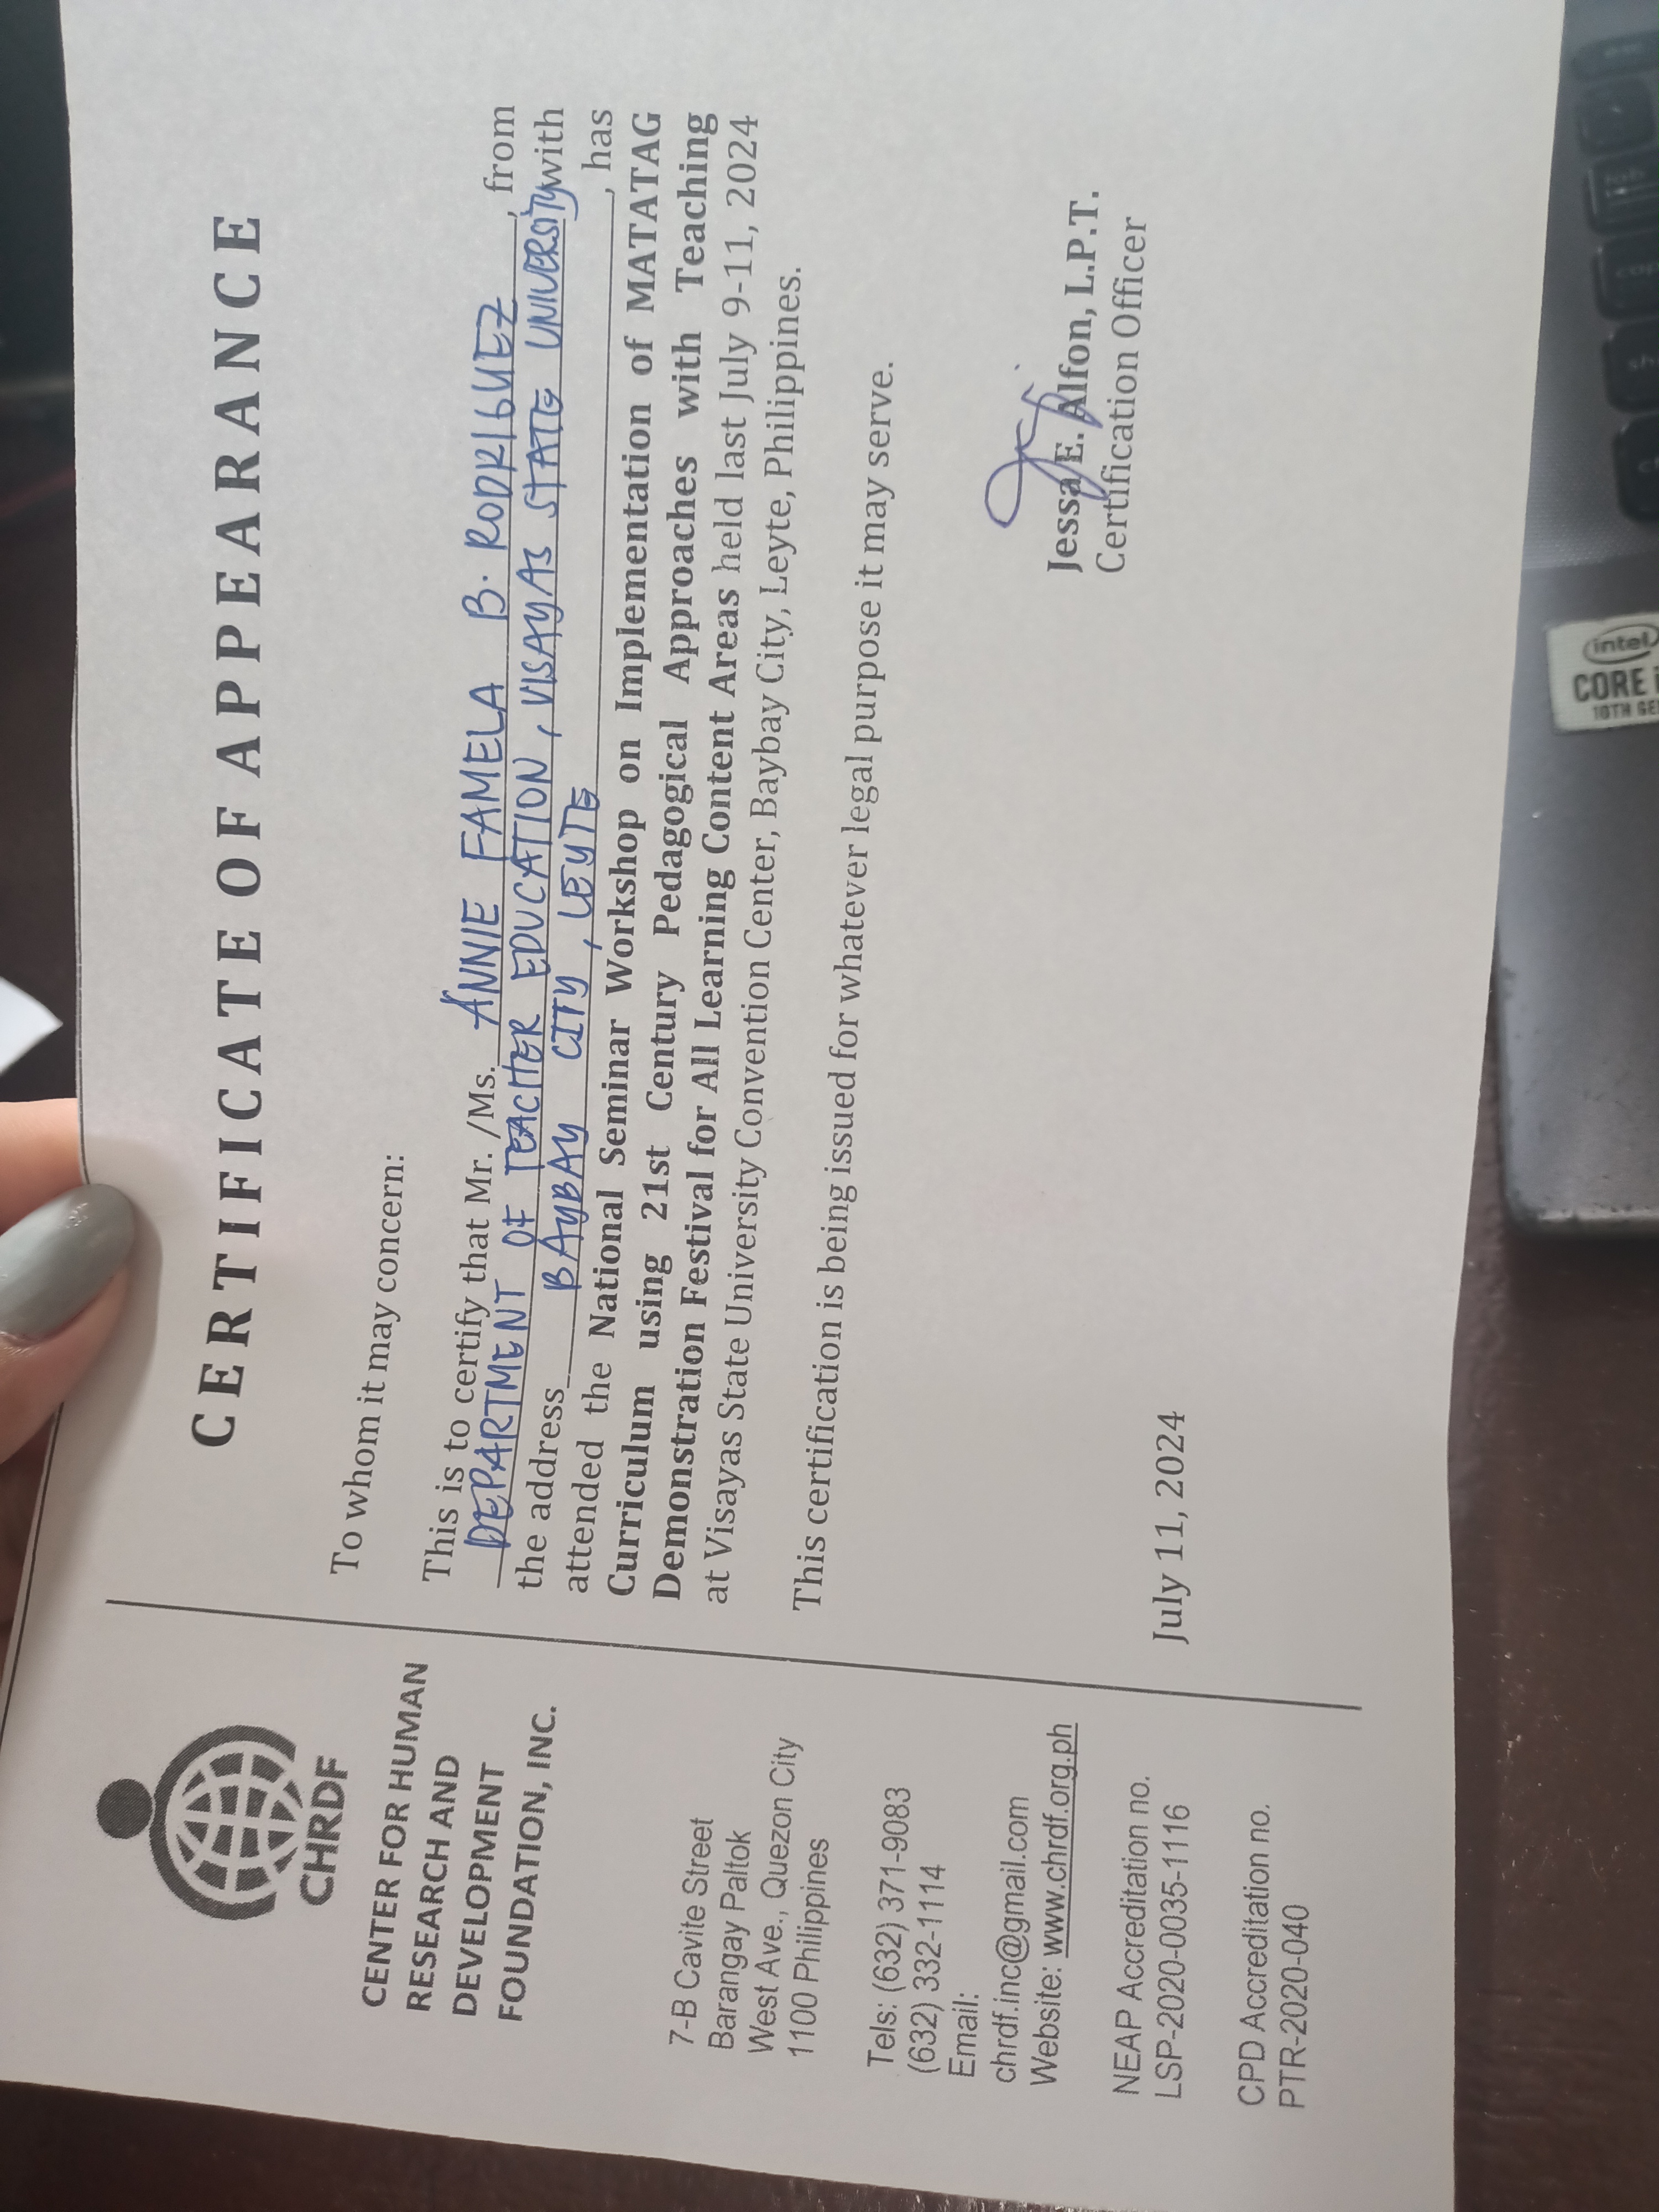 CHRDF
CENTER FOR HUMAN
RESEARCH AND
DEVELOPMENT
FOUNDATION, INC.
7-B Cavite Street
Barangay Paltok
West Ave., Quezon City
1100 Philippines
Tels: (632) 371-9083
(632) 332-1114
Email:
chrdf.inc@gmail.com
Website: www.chrdf.org.ph
NEAP Accreditation no.
LSP-2020-0035-1116
CPD Accreditation no.
PTR-2020-040
CERTIFICATE OF APPEARANCE
To whom it may concern:
This is to certify that Mr. /Ms. ANNIE FAMELA B. RODRIGUEZ, from
DEPARTMENT OF TEACHER EDUCATION, VISAYAS STATE UNIVERSITY with
the address BAYBAY CITY, LEYTE, has
attended the National Seminar Workshop on Implementation of MATATAG
Curriculum using 21st Century Pedagogical Approaches with Teaching
Demonstration Festival for All Learning Content Areas held last July 9-11, 2024
at Visayas State University Convention Center, Baybay City, Leyte, Philippines.
This certification is being issued for whatever legal purpose it may serve.
Jessa E. Alfon, L.P.T.
Certification Officer
July 11, 2024
intel
CORE
10TH GE